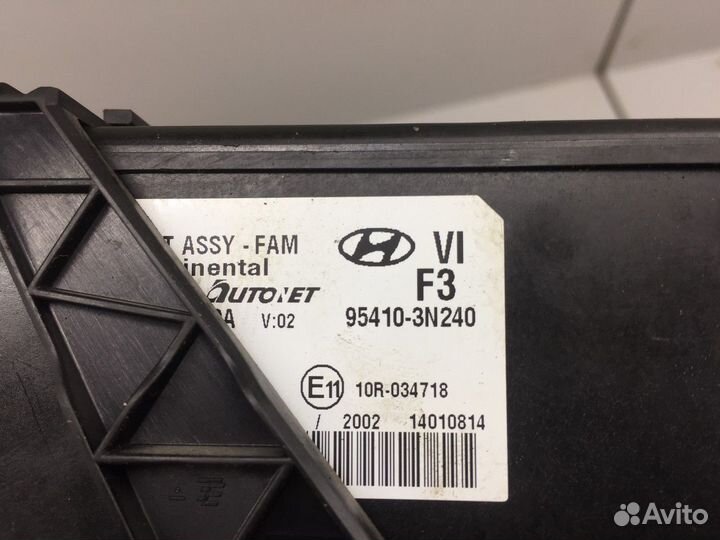 T ASSY - FAM
VI
inental
F3
AUTONET
A V:02
95410-3N240
E11 10R-034718
/ 2002 14010814
Avito